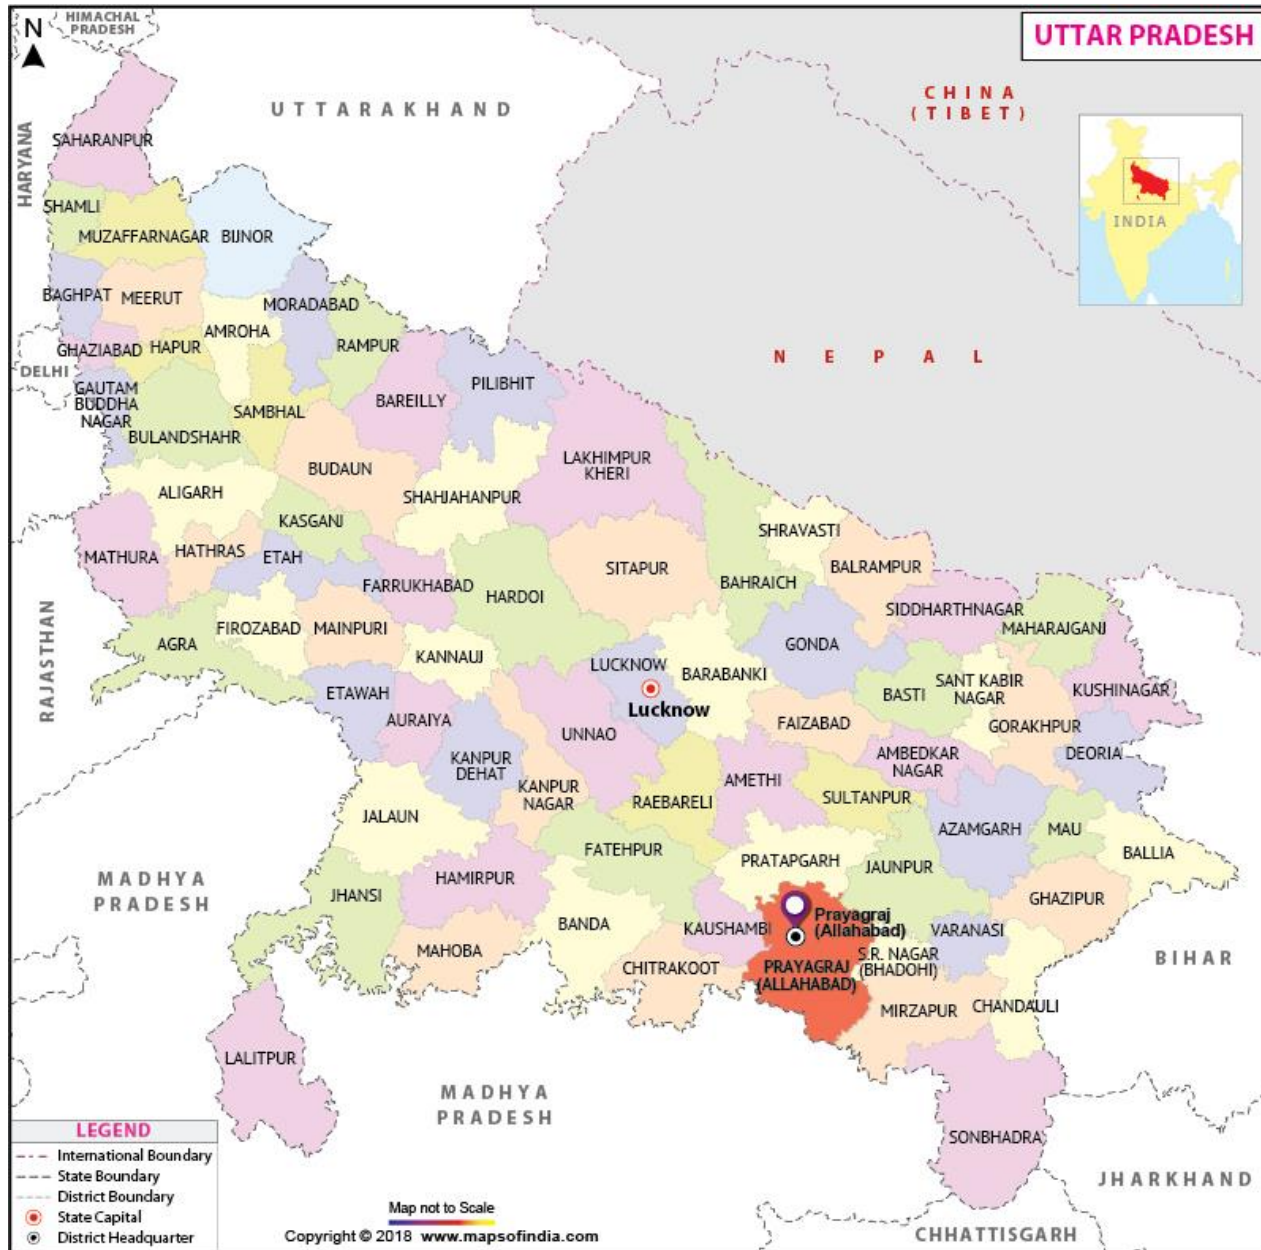 HIMACHAL
PRADESH
N
UTTAR PRADESH
UTTARAKHAND
CHINA
(TIBET)
HARYANA
SAHARANPUR
INDIA
SHAMLI
MUZAFFARNAGAR
BIJNOR
BAGHPAT
MEERUT
MORADABAD
AMROHA
GHAZIABAD
HAPUR
RAMPUR
NEPAL
DELHI
PILIBHIT
GAUTAM
BUDDHA
NAGAR
BAREILLY
SAMBHAL
BULANDSHAHR
BUDAUN
LAKHIMPUR
KHERI
ALIGARH
SHAHJAHANPUR
KASGANJ
SHRAVASTI
MATHURA
HATHRAS
ETAH
SITAPUR
BALRAMPUR
FARRUKHABAD
HARDOI
BAHRAICH
SIDDHARTHNAGAR
RAJASTHAN
AGRA
FIROZABAD
MAINPURI
MAHARAJGANJ
KANNAUJ
GONDA
LUCKNOW
Lucknow
BARABANKI
ETAWAH
BASTI
SANT KABIR
NAGAR
KUSHINAGAR
AURAIYA
UNNAO
FAIZABAD
GORAKHPUR
KANPUR
DEHAT
AMBEDKAR
NAGAR
DEORIA
KANPUR
NAGAR
AMETHI
RAEBARELI
SULTANPUR
JALAUN
AZAMGARH
MAU
FATEHPUR
PRATAPGARH
JAUNPUR
BALLIA
MADHYA
PRADESH
HAMIRPUR
JHANSI
GHAZIPUR
BANDA
KAUSHAMBI
Prayagraj
(Allahabad)
VARANASI
MAHOBA
CHITRAKOOT
PRAYAGRAJ
(ALLAHABAD)
S.R. NAGAR
(BHADOHI)
BIHAR
MIRZAPUR
CHANDAULI
LALITPUR
MADHYA
PRADESH
SONBHADRA
JHARKHAND
CHHATTISGARH
LEGEND
International Boundary
State Boundary
District Boundary
State Capital
District Headquarter
Map not to Scale
Copyright © 2018 www.mapsofindia.com